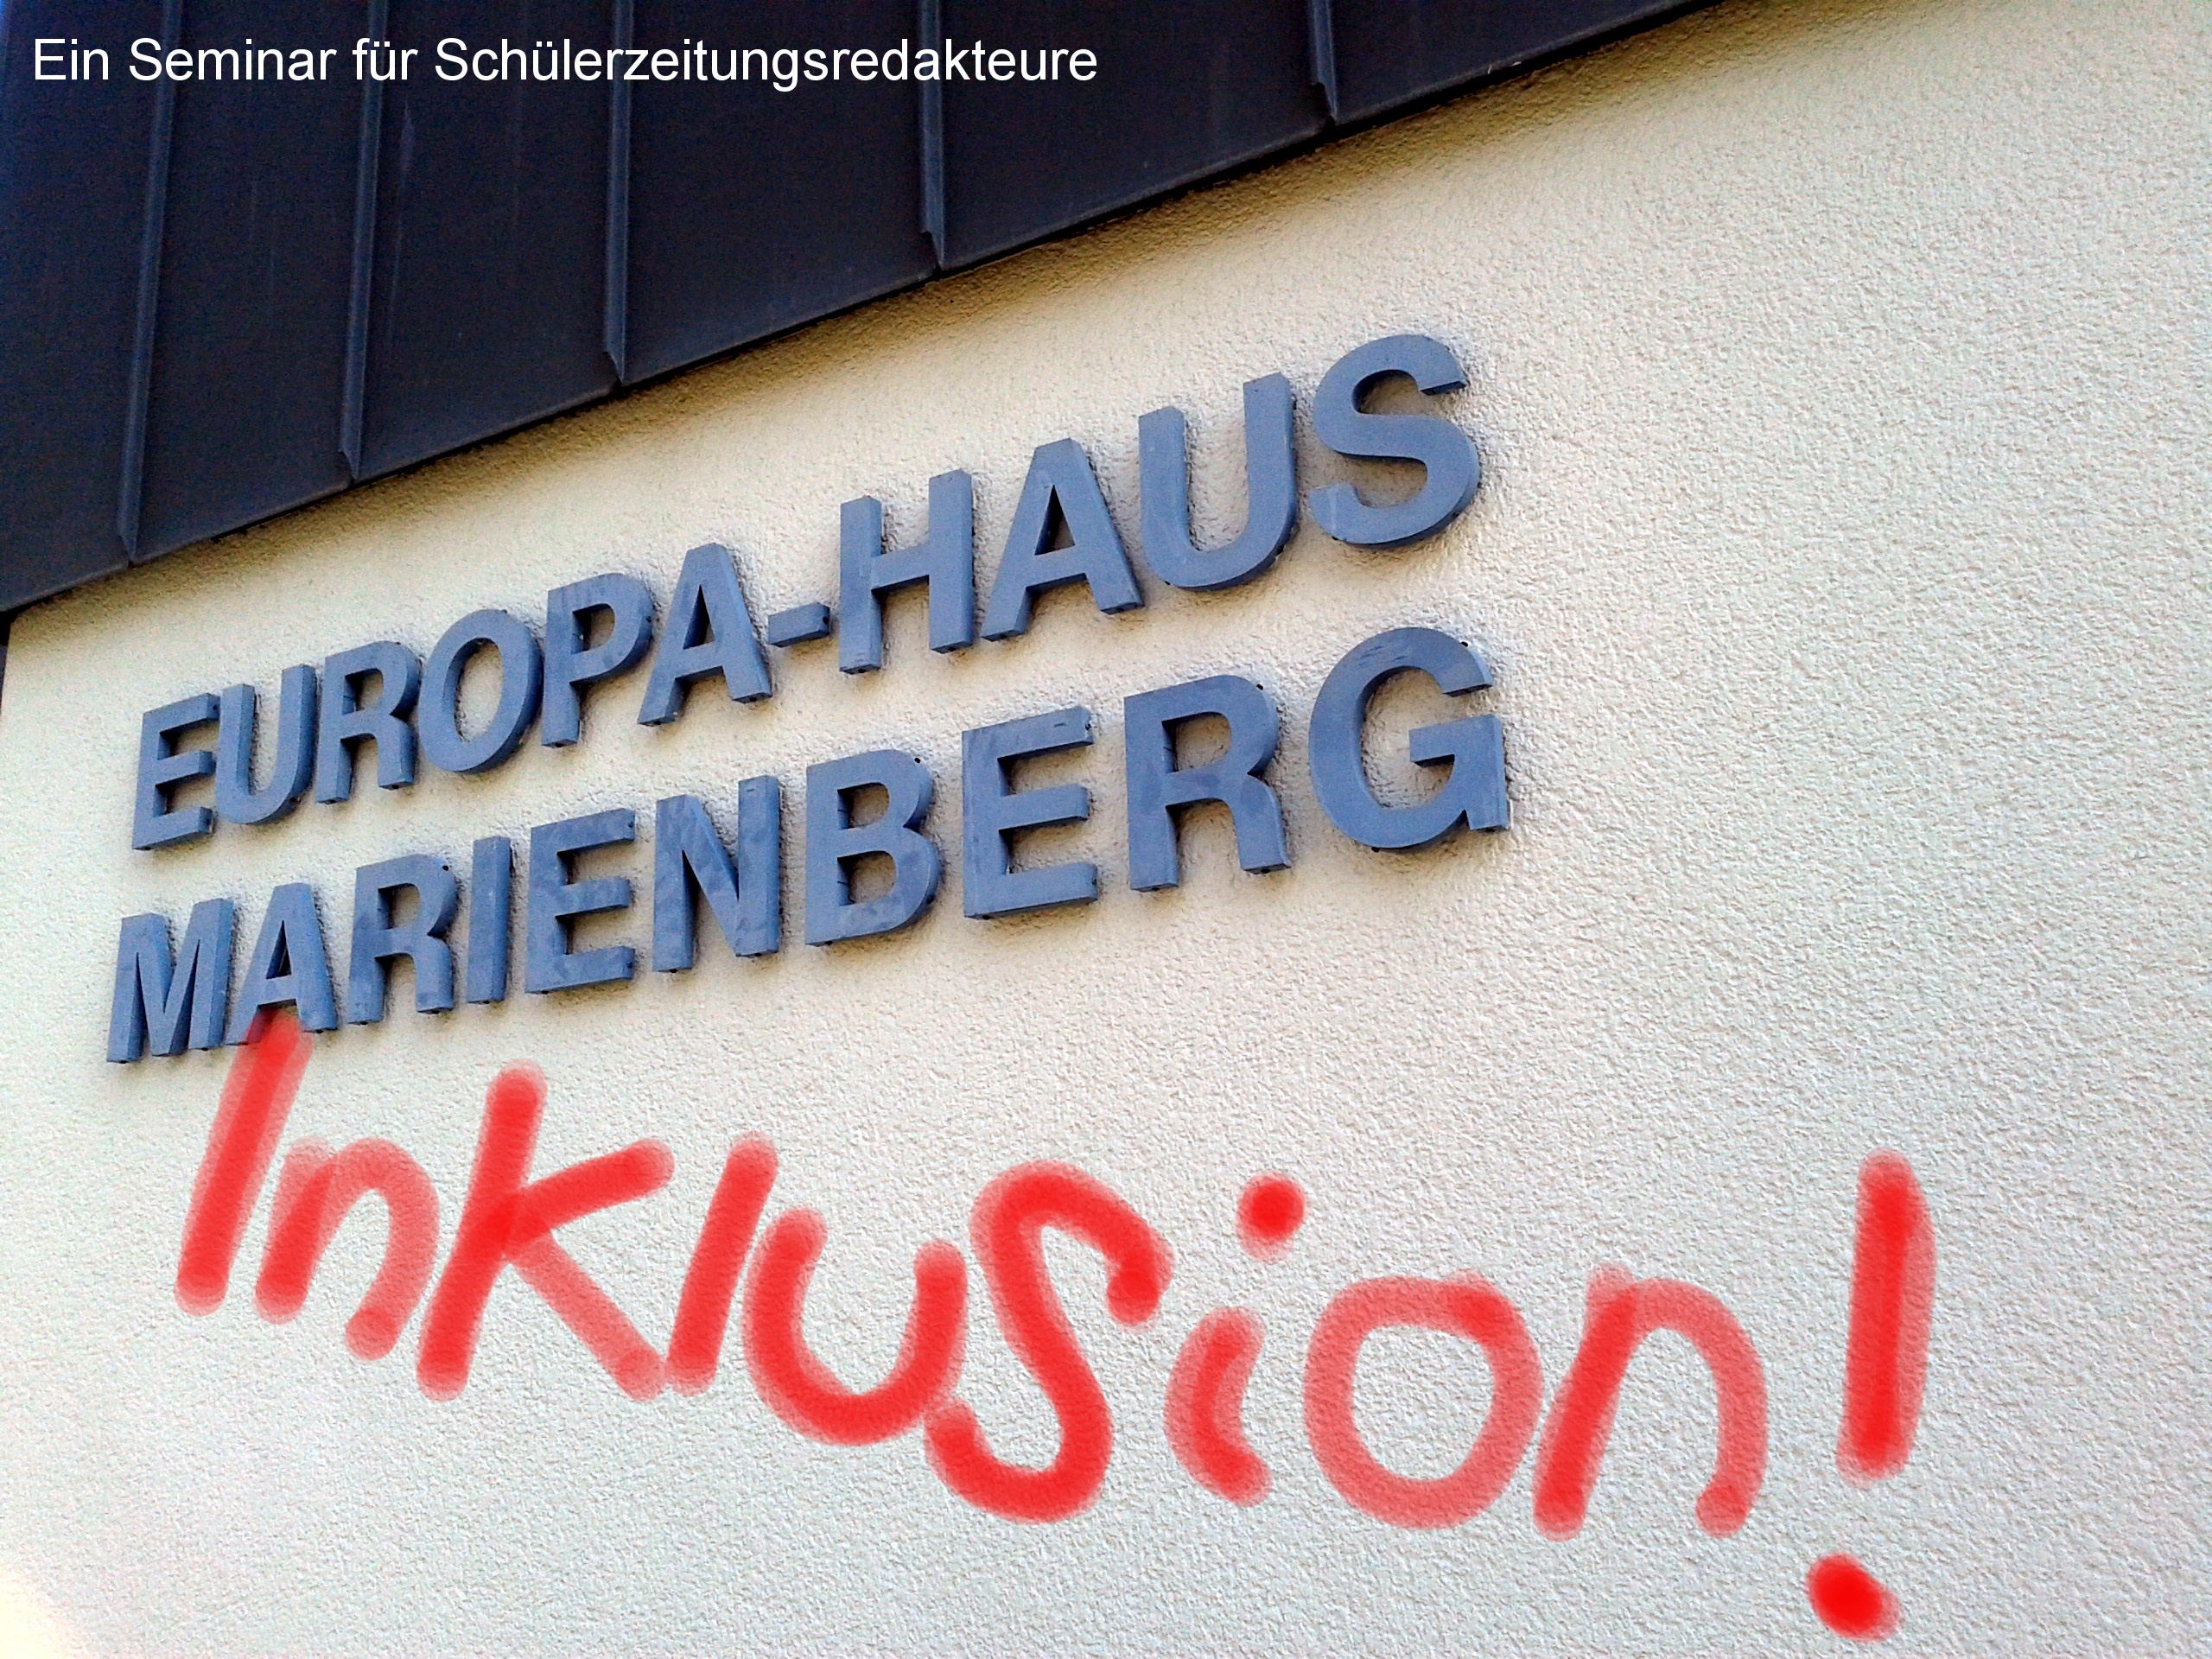 Ein Seminar für Schülerzeitungsredakteure
EUROPA-HAUS
MARIENBERG
Inklusion!